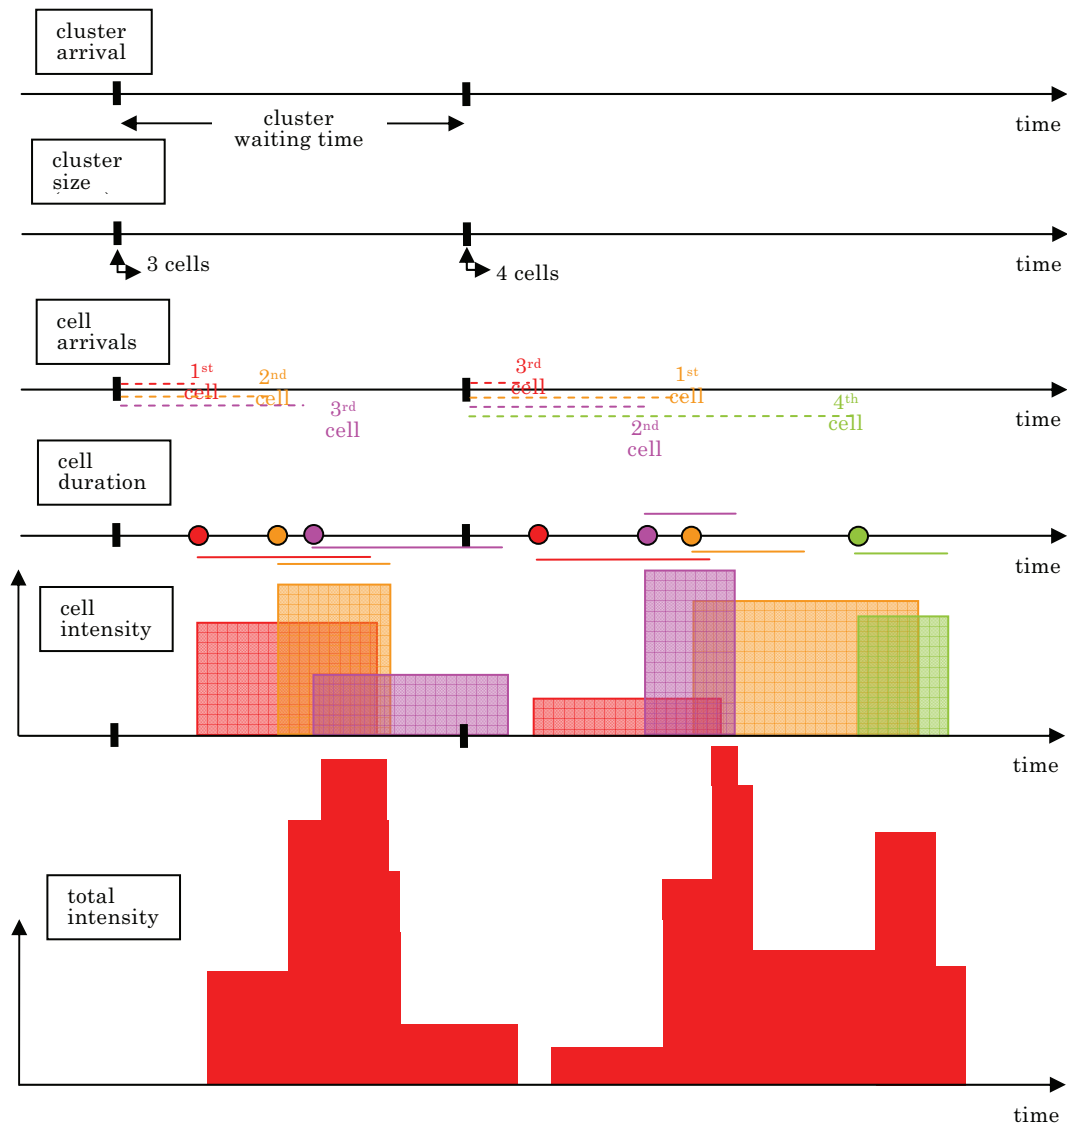 cluster
arrival
cluster
waiting time
time
cluster
size
3 cells
4 cells
time
cell
arrivals
1st
cell
2nd
cell
3rd
cell
3rd
cell
1st
cell
2nd
cell
4th
cell
time
cell
duration
time
cell
intensity
time
total
intensity
time